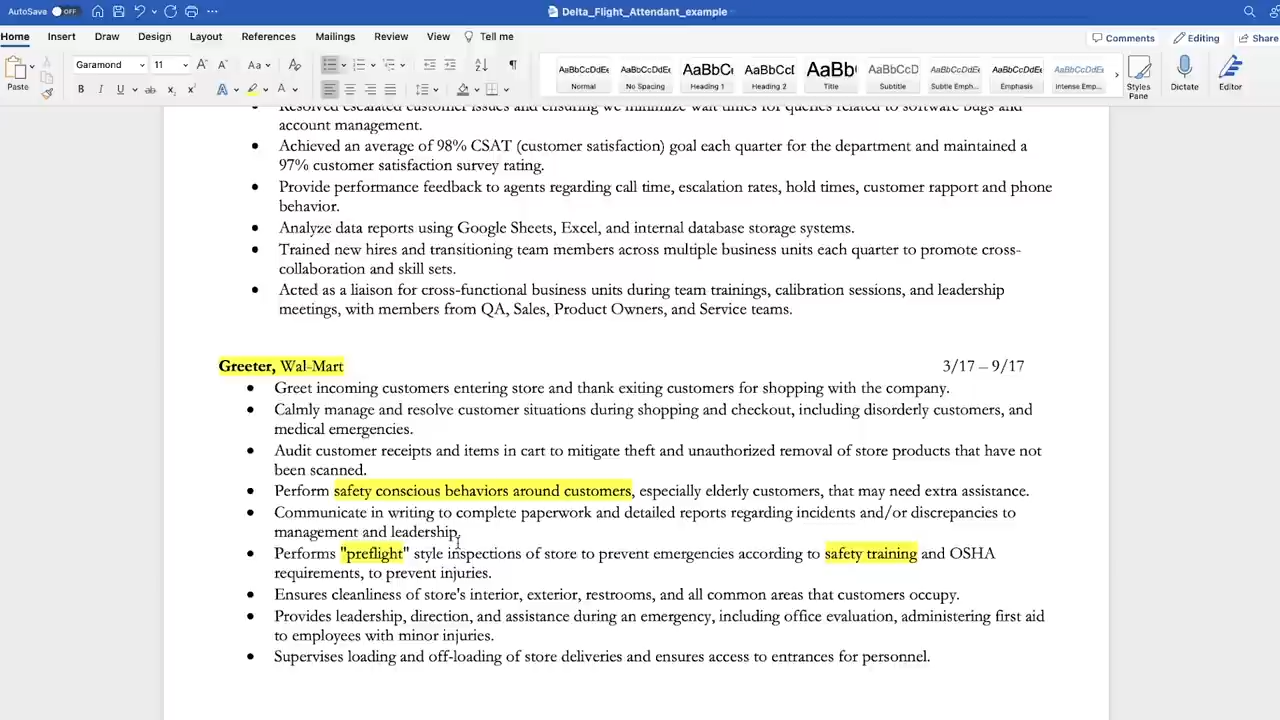 AutoSave OFF Delta_Flight_Attendant_example
Home Insert Draw Design Layout References Mailings Review View Tell me Comments Editing Share
Paste Garamond 11 A A Aa A
B I U ab x x A A
AaBbCcDdEe AaBbCcDdEe AaBbC AaBbCcD AaBb AaBbCcD AaBbCcDdEe AaBbCcDdEe AaBbCcDdEe
Normal No Spacing Heading 1 Heading 2 Title Subtitle Subtle Emph... Emphasis Intense Emp... Styles Pane Dictate Editor
Resolved escalated customer issues and ensuring we minimize wait times for queries related to software bugs and
account management.
• Achieved an average of 98% CSAT (customer satisfaction) goal each quarter for the department and maintained a
97% customer satisfaction survey rating.
• Provide performance feedback to agents regarding call time, escalation rates, hold times, customer rapport and phone
behavior.
• Analyze data reports using Google Sheets, Excel, and internal database storage systems.
• Trained new hires and transitioning team members across multiple business units each quarter to promote cross-
collaboration and skill sets.
• Acted as a liaison for cross-functional business units during team trainings, calibration sessions, and leadership
meetings, with members from QA, Sales, Product Owners, and Service teams.
Greeter, Wal-Mart 3/17 – 9/17
• Greet incoming customers entering store and thank exiting customers for shopping with the company.
• Calmly manage and resolve customer situations during shopping and checkout, including disorderly customers, and
medical emergencies.
• Audit customer receipts and items in cart to mitigate theft and unauthorized removal of store products that have not
been scanned.
• Perform safety conscious behaviors around customers, especially elderly customers, that may need extra assistance.
• Communicate in writing to complete paperwork and detailed reports regarding incidents and/or discrepancies to
management and leadership.
• Performs "preflight" style inspections of store to prevent emergencies according to safety training and OSHA
requirements, to prevent injuries.
• Ensures cleanliness of store's interior, exterior, restrooms, and all common areas that customers occupy.
• Provides leadership, direction, and assistance during an emergency, including office evaluation, administering first aid
to employees with minor injuries.
• Supervises loading and off-loading of store deliveries and ensures access to entrances for personnel.